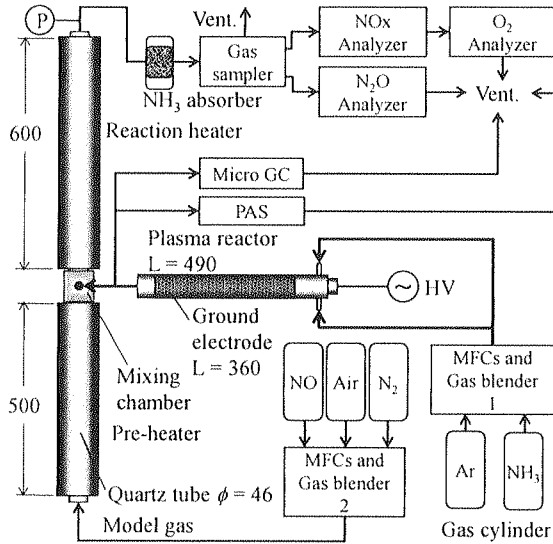 P
Vent.
NOx
Analyzer
O₂
Analyzer
Gas
sampler
N₂O
Analyzer
Vent.
NH₃ absorber
Reaction heater
600
Micro GC
PAS
Plasma reactor
L = 490
~
HV
Ground
electrode
L = 360
500
Mixing
chamber
Pre-heater
NO
Air
N₂
MFCs and
Gas blender
1
MFCs and
Gas blender
2
Ar
NH₃
Quartz tube ϕ = 46
Model gas
Gas cylinder